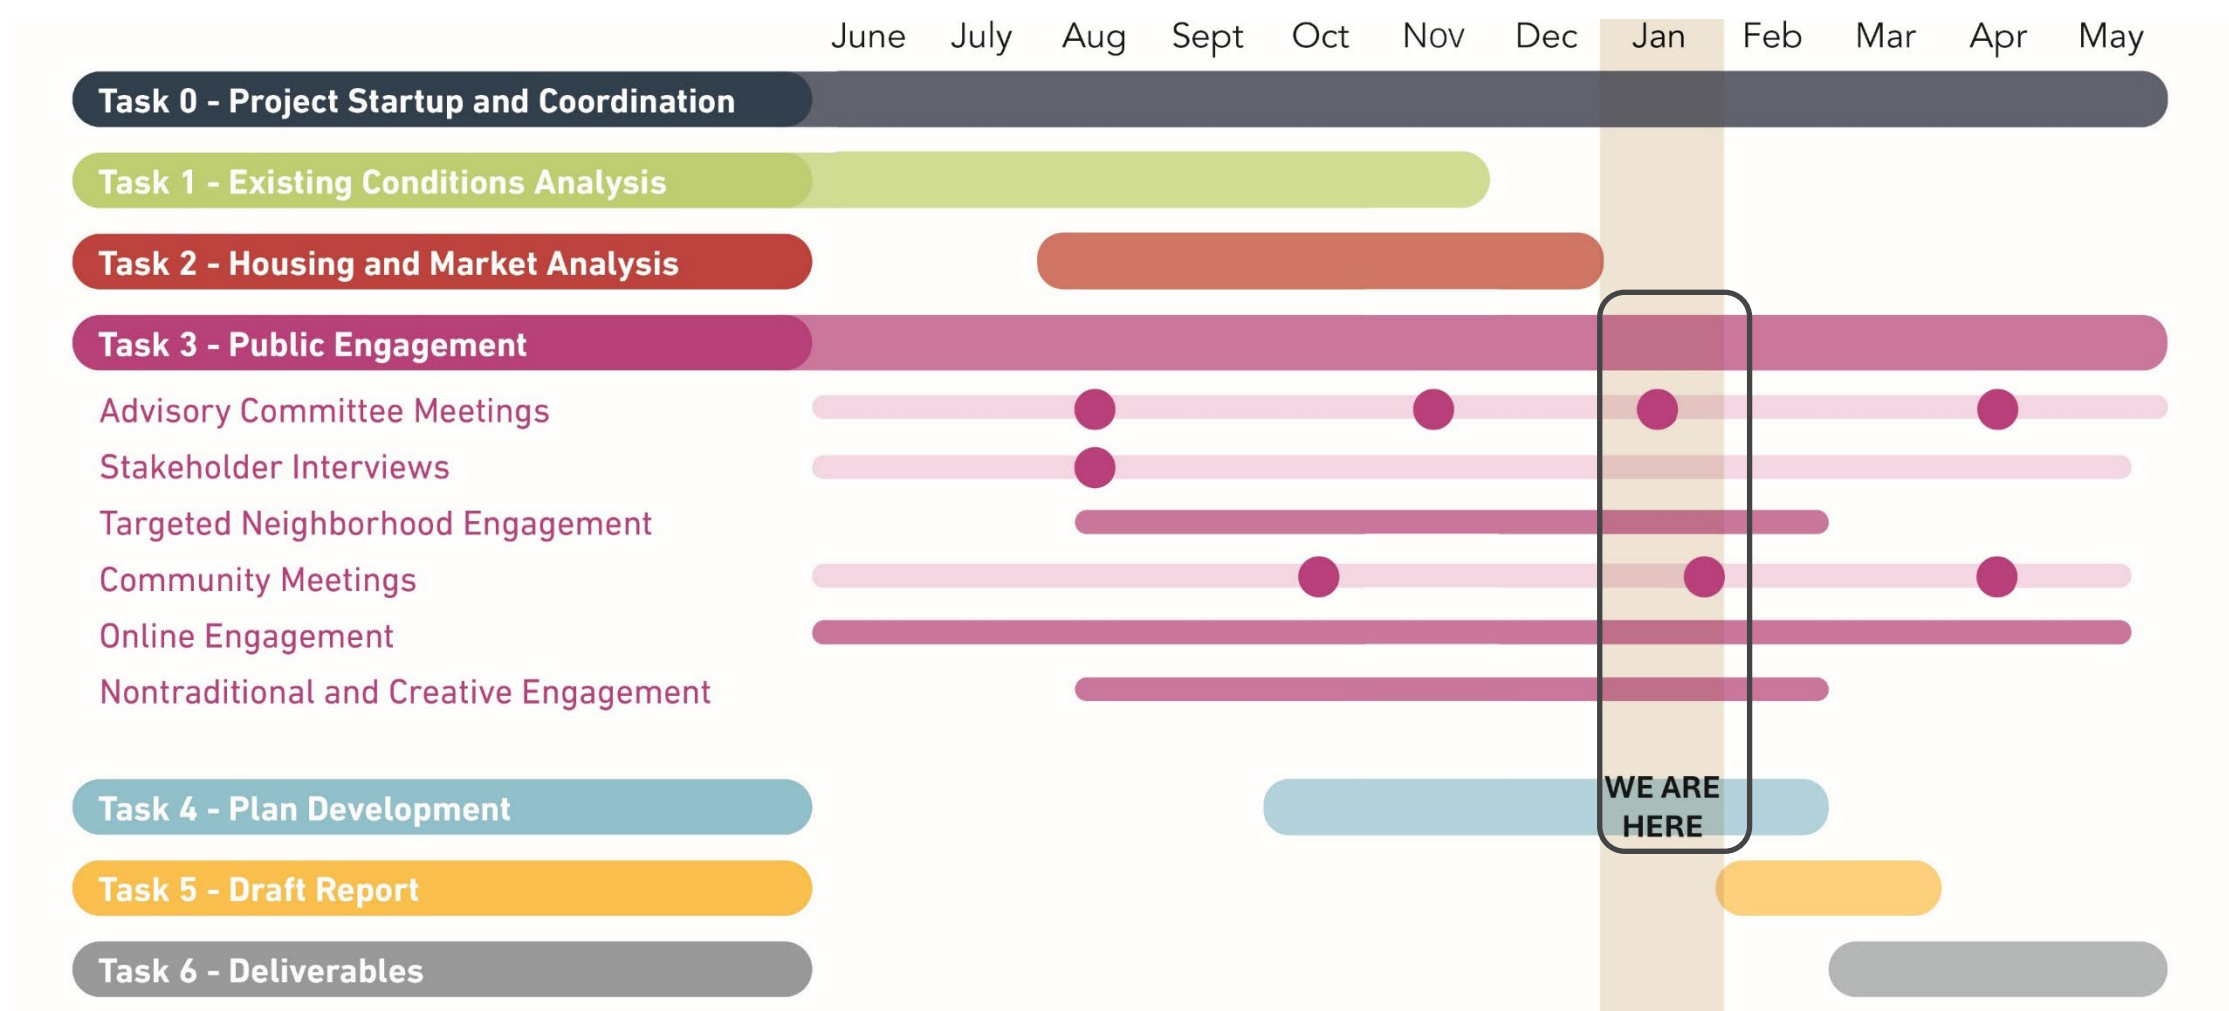 June July Aug Sept Oct Nov Dec Jan Feb Mar Apr May
Task 0 - Project Startup and Coordination
Task 1 - Existing Conditions Analysis
Task 2 - Housing and Market Analysis
Task 3 - Public Engagement
Advisory Committee Meetings
Stakeholder Interviews
Targeted Neighborhood Engagement
Community Meetings
Online Engagement
Nontraditional and Creative Engagement
Task 4 - Plan Development
WE ARE
HERE
Task 5 - Draft Report
Task 6 - Deliverables